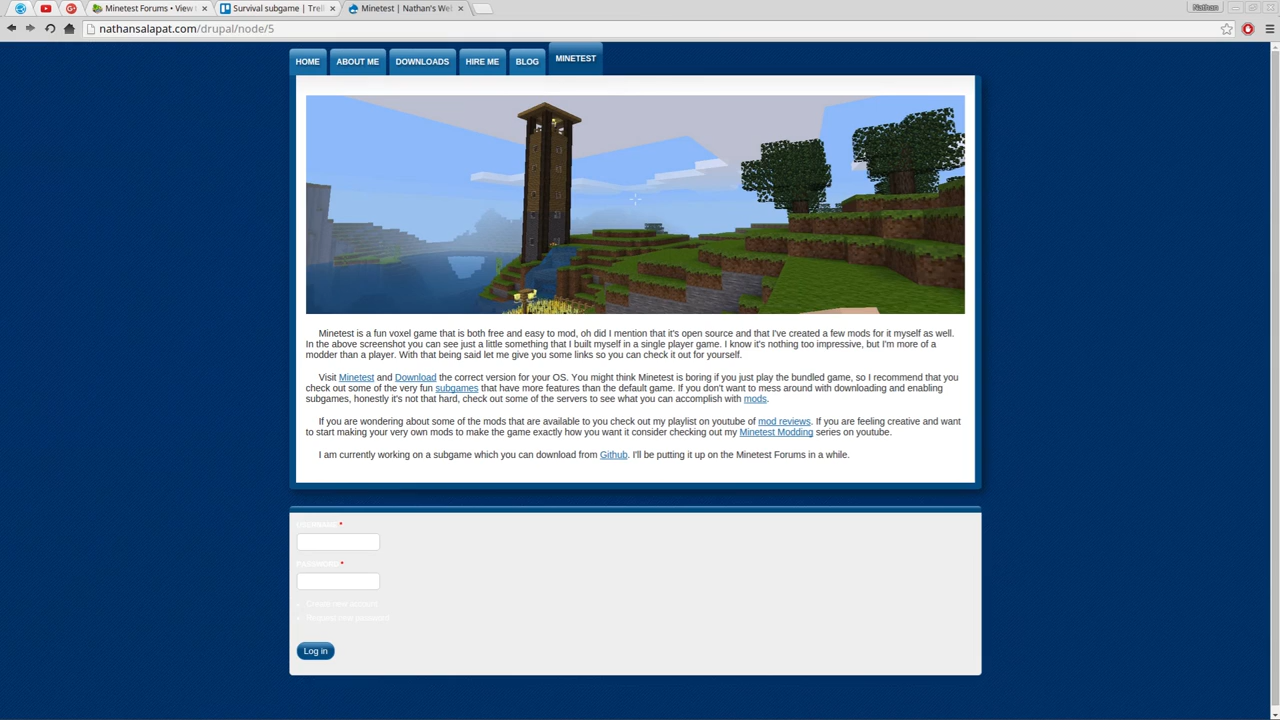 Minetest Forums • View
Survival subgame | Trell
Minetest | Nathan's Web
Nathan
nathansalapat.com/drupal/node/5
HOME
ABOUT ME
DOWNLOADS
HIRE ME
BLOG
MINETEST
Minetest is a fun voxel game that is both free and easy to mod, oh did I mention that it's open source and that I've created a few mods for it myself as well.
In the above screenshot you can see just a little something that I built myself in a single player game. I know it's nothing too impressive, but I'm more of a
modder than a player. With that being said let me give you some links so you can check it out for yourself.
Visit Minetest and Download the correct version for your OS. You might think Minetest is boring if you just play the bundled game, so I recommend that you
check out some of the very fun subgames that have more features than the default game. If you don't want to mess around with downloading and enabling
subgames, honestly it's not that hard, check out some of the servers to see what you can accomplish with mods.
If you are wondering about some of the mods that are available to you check out my playlist on youtube of mod reviews. If you are feeling creative and want
to start making your very own mods to make the game exactly how you want it consider checking out my Minetest Modding series on youtube.
I am currently working on a subgame which you can download from Github. I'll be putting it up on the Minetest Forums in a while.
USERNAME *
PASSWORD *
Create new account
Request new password
Log in